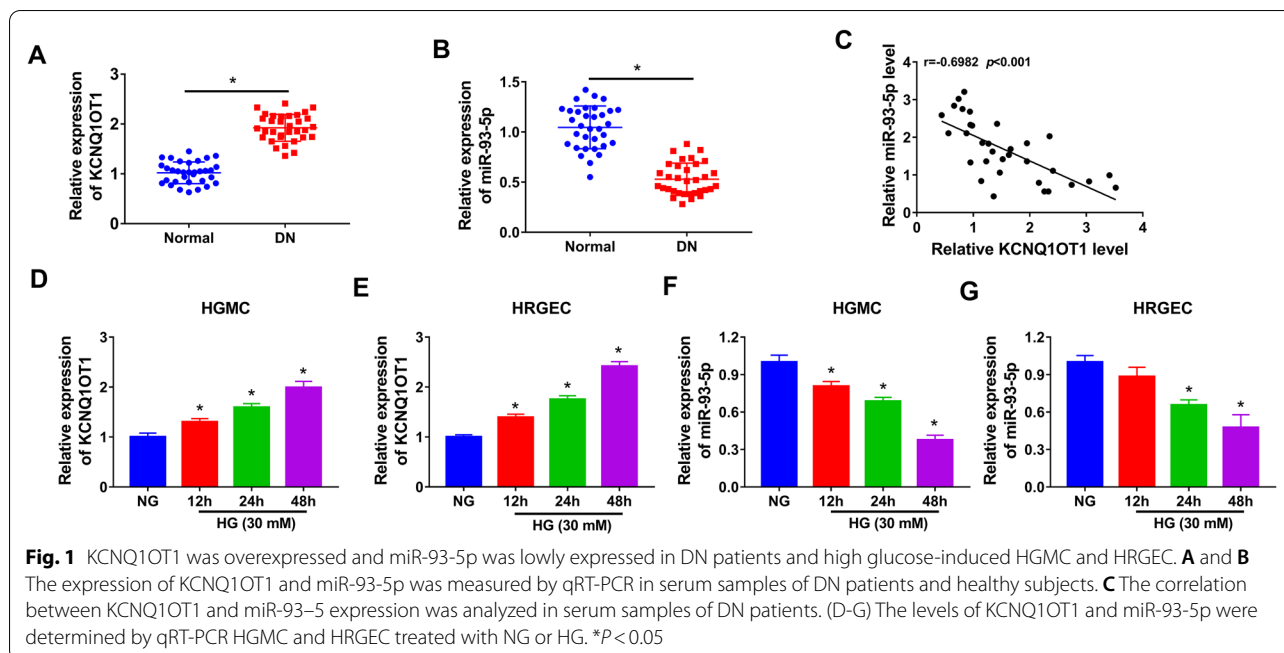 A
Relative expression
of KCNQ1OT1
3
2
1
0
*
Normal
DN
B
Relative expression
of miR-93-5p
1.5
1.0
0.5
0.0
*
Normal
DN
C
Relative miR-93-5p level
4
3
2
1
0
r=-0.6982 p<0.001
0
1
2
3
4
Relative KCNQ1OT1 level
D
HGMC
Relative expression
of KCNQ1OT1
3
2
1
0
*
*
*
NG
12h
24h
48h
HG (30 mM)
E
HRGEC
Relative expression
of KCNQ1OT1
3
2
1
0
*
*
*
NG
12h
24h
48h
HG (30 mM)
F
HGMC
Relative expression
of miR-93-5p
1.2
0.9
0.6
0.3
0.0
*
*
*
NG
12h
24h
48h
HG (30 mM)
G
HRGEC
Relative expression
of miR-93-5p
1.2
0.9
0.6
0.3
0.0
*
*
NG
12h
24h
48h
HG (30 mM)
Fig. 1 KCNQ1OT1 was overexpressed and miR-93-5p was lowly expressed in DN patients and high glucose-induced HGMC and HRGEC. A and B
The expression of KCNQ1OT1 and miR-93-5p was measured by qRT-PCR in serum samples of DN patients and healthy subjects. C The correlation
between KCNQ1OT1 and miR-93–5 expression was analyzed in serum samples of DN patients. (D-G) The levels of KCNQ1OT1 and miR-93-5p were
determined by qRT-PCR HGMC and HRGEC treated with NG or HG. *P < 0.05